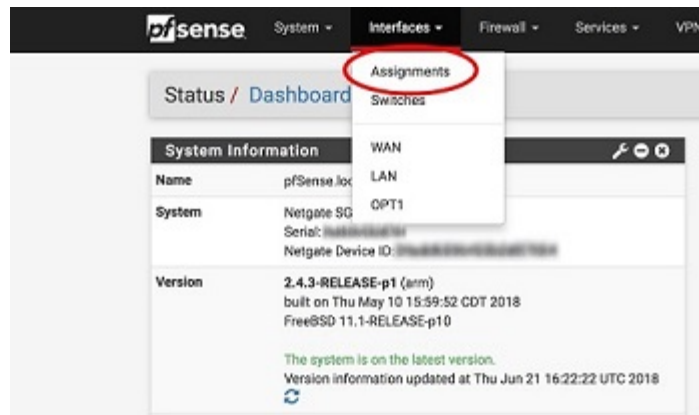 pfsense System Interfaces Firewall Services VPN
Assignments
Switches
WAN
LAN
OPT1
Status / Dashboard
System Information
Name pfSense.loc
System Netgate SG
Serial:
Netgate Device ID:
Version 2.4.3-RELEASE-p1 (arm)
built on Thu May 10 15:59:52 CDT 2018
FreeBSD 11.1-RELEASE-p10
The system is on the latest version.
Version information updated at Thu Jun 21 16:22:22 UTC 2018